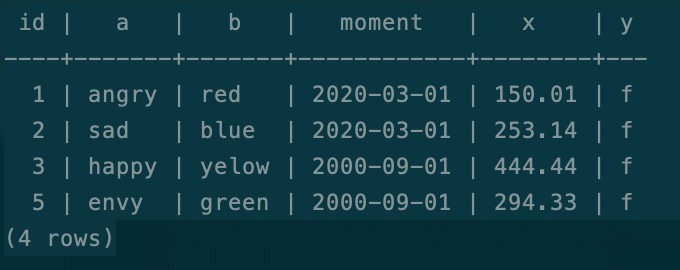 id |   a   |   b   |   moment   |   x    | y
----+-------+-------+------------+--------+---
  1 | angry | red   | 2020-03-01 | 150.01 | f
  2 | sad   | blue  | 2020-03-01 | 253.14 | f
  3 | happy | yelow | 2000-09-01 | 444.44 | f
  5 | envy  | green | 2000-09-01 | 294.33 | f
(4 rows)